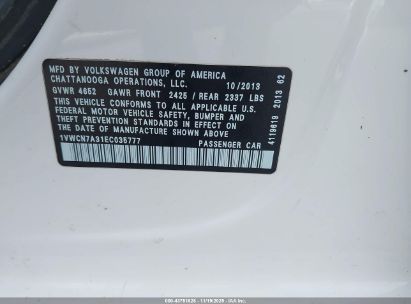 MFD BY VOLKSWAGEN GROUP OF AMERICA
CHATTANOOGA OPERATIONS, LLC. 10/2013
GVWR 4652 GAWR FRONT 2425 / REAR 2337 LBS
THIS VEHICLE CONFORMS TO ALL APPLICABLE U.S.
FEDERAL MOTOR VEHICLE SAFETY, BUMPER AND
THEFT PREVENTION STANDARDS IN EFFECT ON
THE DATE OF MANUFACTURE SHOWN ABOVE.
1VWCN7A31EC035777 PASSENGER CAR
4119619 2013 62